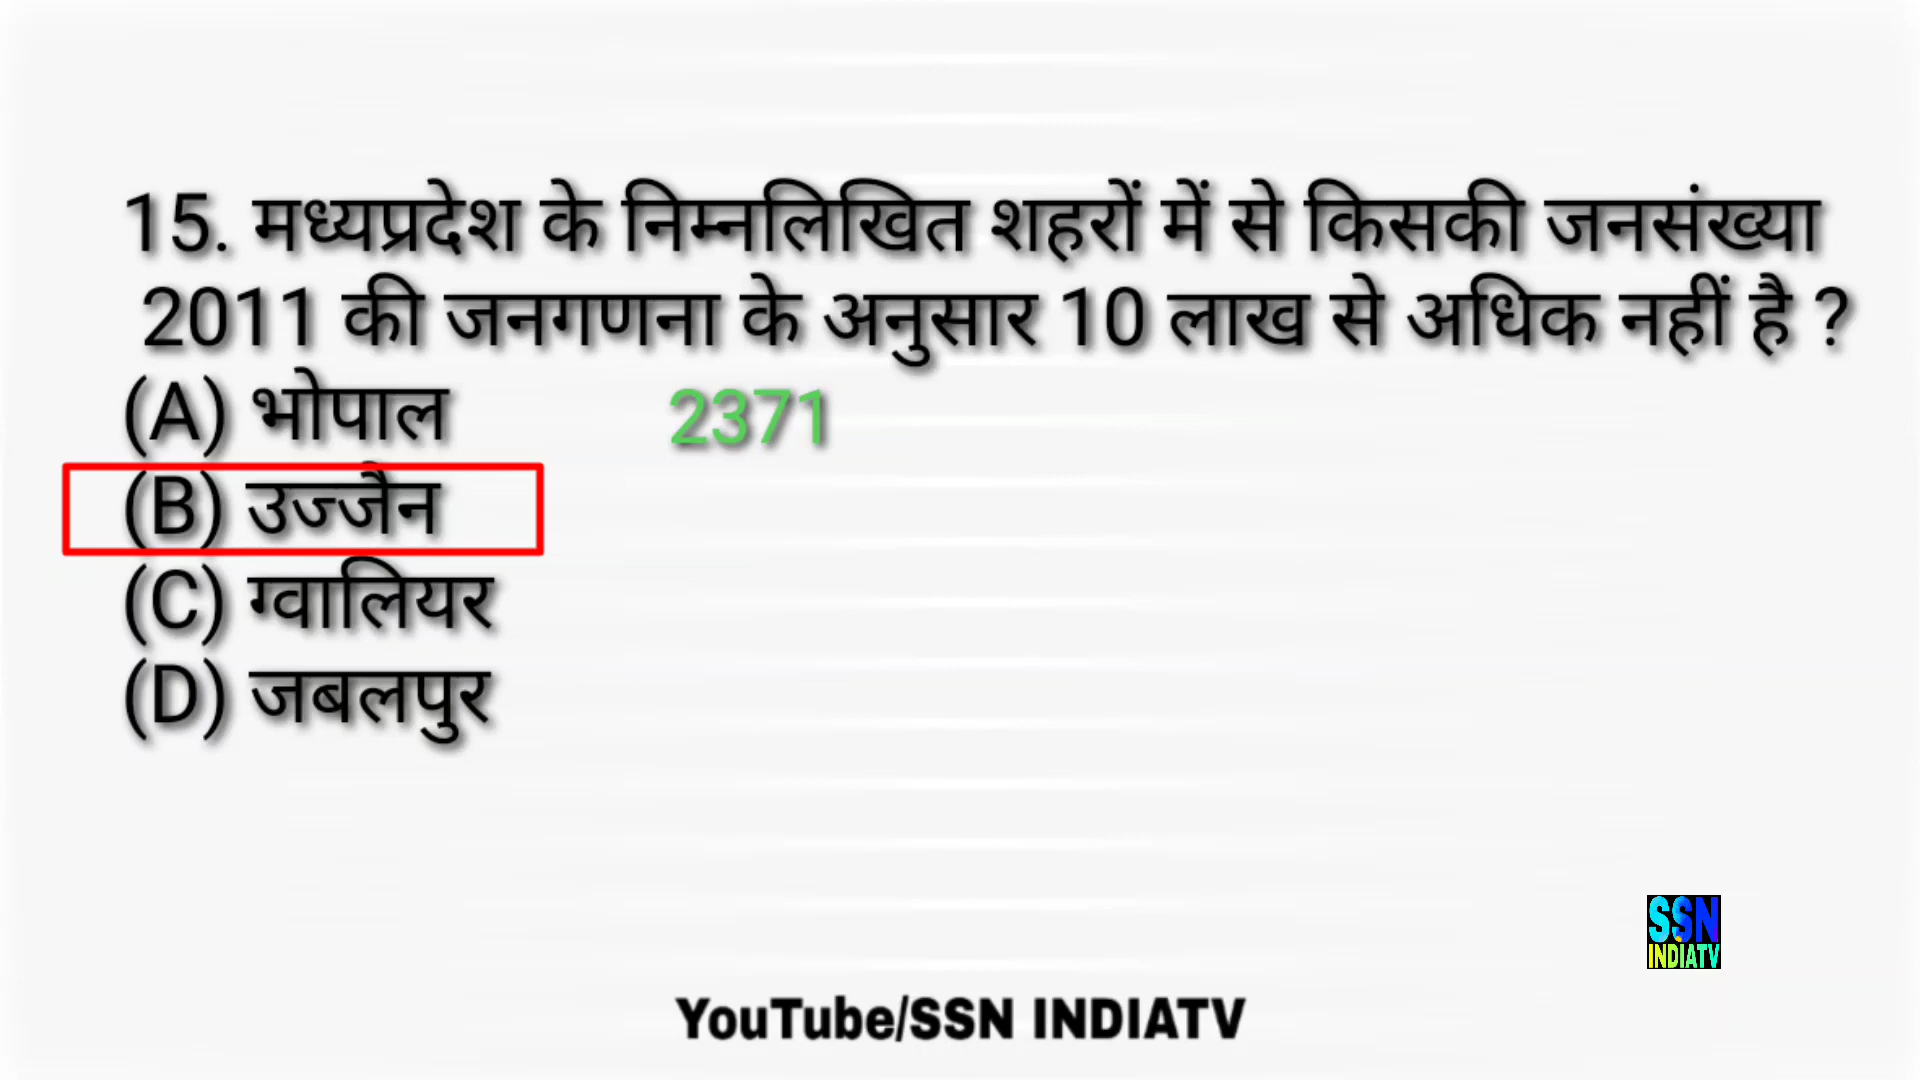 15. मध्यप्रदेश के निम्नलिखित शहरों में से किसकी जनसंख्या
2011 की जनगणना के अनुसार 10 लाख से अधिक नहीं है ?
(A) भोपाल 2371
(B) उज्जैन
(C) ग्वालियर
(D) जबलपुर
SSN
INDIATV
YouTube/SSN INDIATV